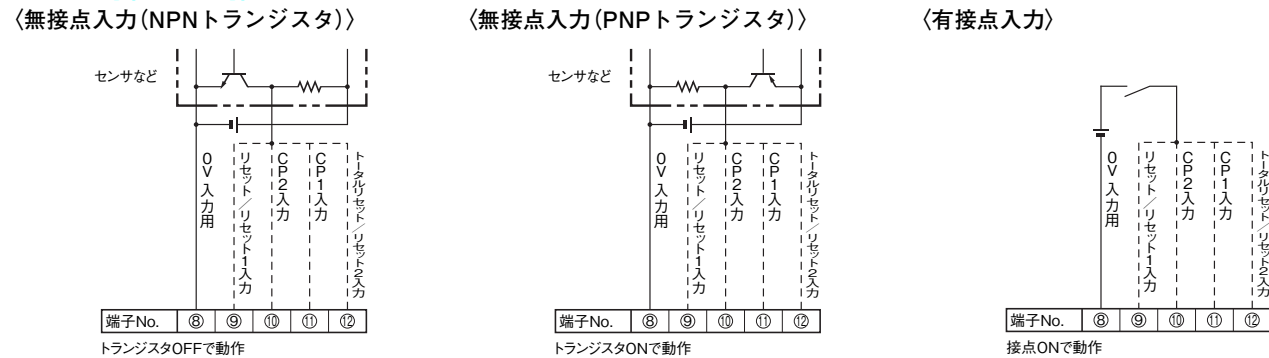 〈無接点入力(NPNトランジスタ)〉
センサなど
0V 入力用
リセット/リセット1入力
CP2入力
CP1入力
トータルリセット/リセット2入力
端子No. ⑧ ⑨ ⑩ ⑪ ⑫
トランジスタOFFで動作
〈無接点入力(PNPトランジスタ)〉
センサなど
0V 入力用
リセット/リセット1入力
CP2入力
CP1入力
トータルリセット/リセット2入力
端子No. ⑧ ⑨ ⑩ ⑪ ⑫
トランジスタONで動作
〈有接点入力〉
0V 入力用
リセット/リセット1入力
CP2入力
CP1入力
トータルリセット/リセット2入力
端子No. ⑧ ⑨ ⑩ ⑪ ⑫
接点ONで動作